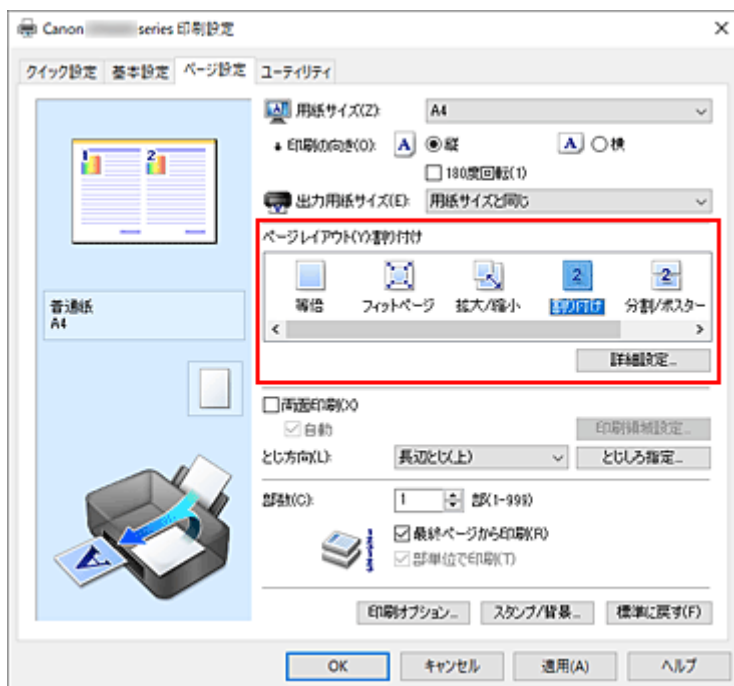 Canon series 印刷設定
クイック設定 基本設定 ページ設定 ユーティリティ
用紙サイズ(Z): A4
印刷の向き(O): A 縦 A 横
180度回転(1)
出力用紙サイズ(E): 用紙サイズと同じ
ページレイアウト(Y):割り付け
2 2
等倍 フィットページ 拡大/縮小 割り付け 分割/ポスター
詳細設定...
1 2
普通紙
A4
両面印刷(X)
自動 印刷領域設定...
とじ方向(L): 長辺とじ(上) とじしろ指定...
部数(C): 1 部(1-999)
最終ページから印刷(R)
部単位で印刷(T)
A
印刷オプション... スタンプ/背景... 標準に戻す(F)
OK キャンセル 適用(A) ヘルプ